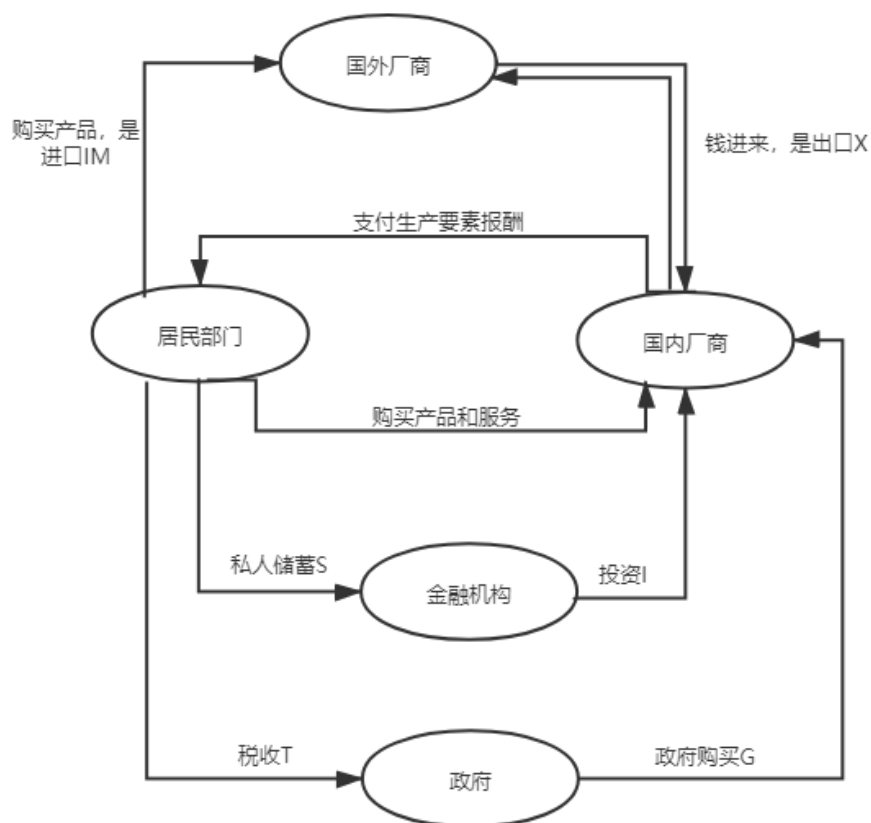 国外厂商
购买产品，是
进口IM
钱进来，是出口X
支付生产要素报酬
居民部门
国内厂商
购买产品和服务
私人储蓄S
投资I
金融机构
税收T
政府购买G
政府